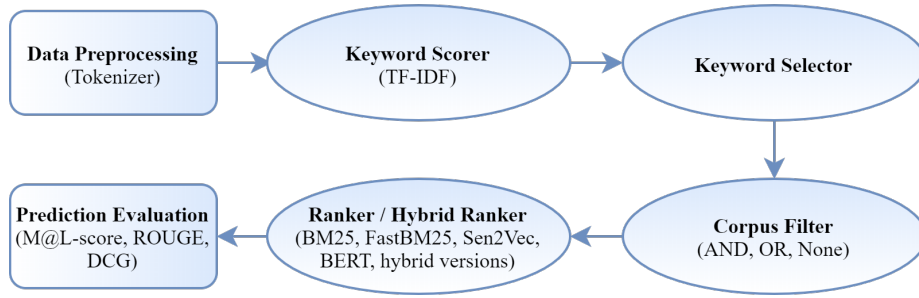 Data Preprocessing
(Tokenizer)
Keyword Scorer
(TF-IDF)
Keyword Selector
Corpus Filter
(AND, OR, None)
Ranker / Hybrid Ranker
(BM25, FastBM25, Sen2Vec,
BERT, hybrid versions)
Prediction Evaluation
(M@L-score, ROUGE,
DCG)